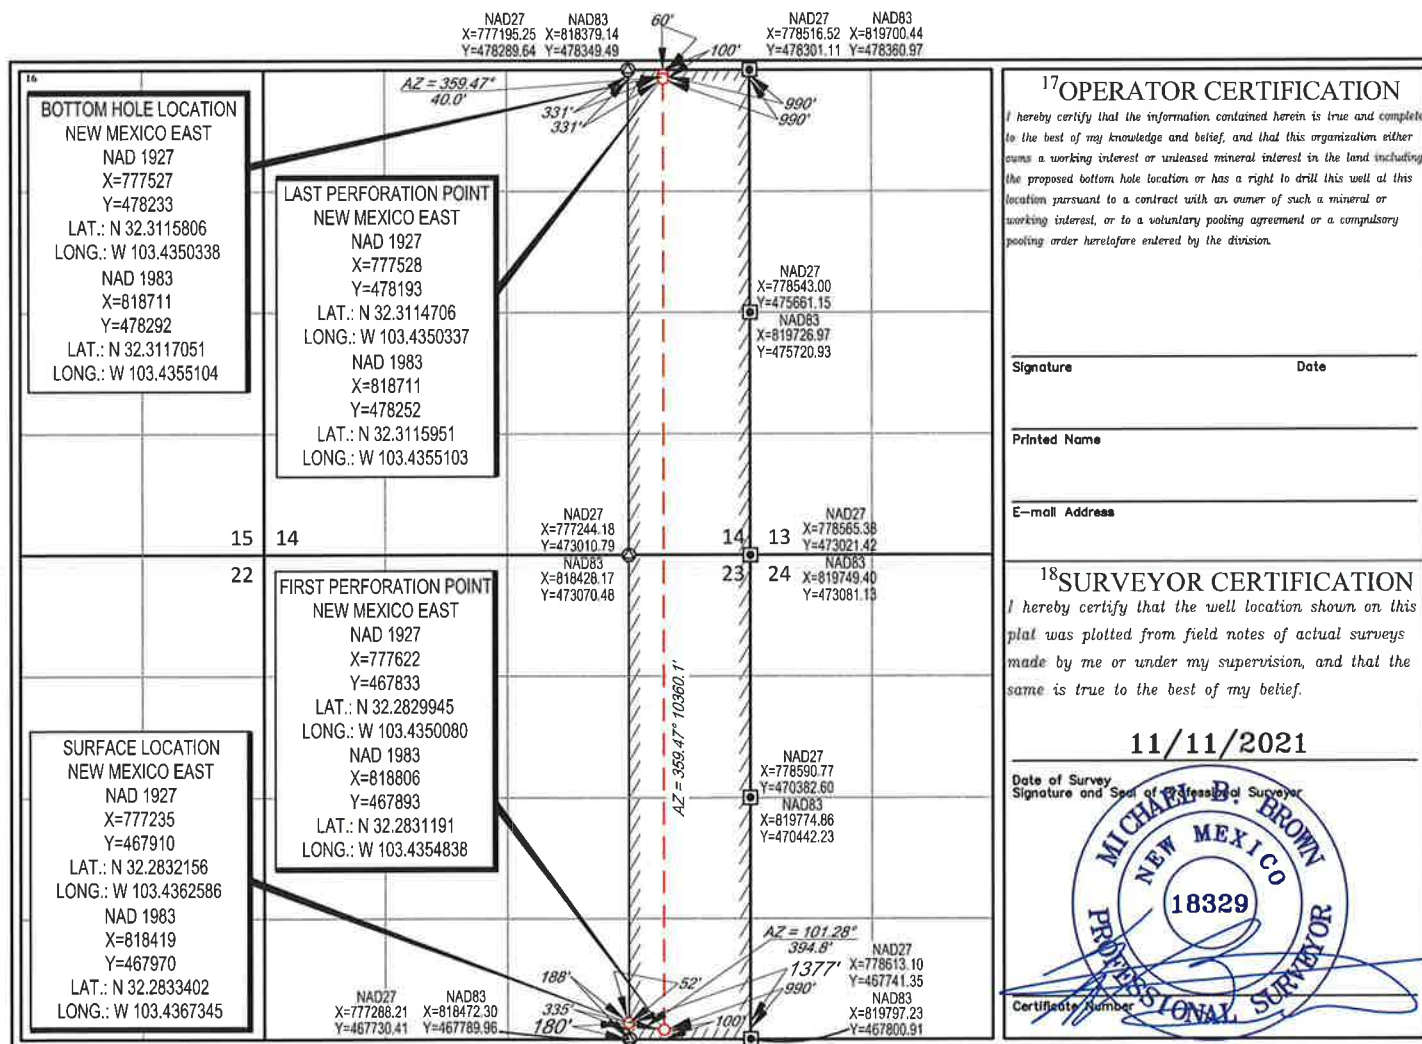 NAD27 NAD83
X=777195.25 X=818379.14
Y=478289.64 Y=478349.49
60'
100'
NAD27 NAD83
X=778516.52 X=819700.44
Y=478301.11 Y=478360.97
16
AZ = 359.47°
40.0'
331'
331'
990'
990'
BOTTOM HOLE LOCATION
NEW MEXICO EAST
NAD 1927
X=777527
Y=478233
LAT.: N 32.3115806
LONG.: W 103.4350338
NAD 1983
X=818711
Y=478292
LAT.: N 32.3117051
LONG.: W 103.4355104
LAST PERFORATION POINT
NEW MEXICO EAST
NAD 1927
X=777528
Y=478193
LAT.: N 32.3114706
LONG.: W 103.4350337
NAD 1983
X=818711
Y=478252
LAT.: N 32.3115951
LONG.: W 103.4355103
NAD27
X=778543.00
Y=475661.15
NAD83
X=819726.97
Y=475720.93
15 14
22
NAD27
X=777244.18
Y=473010.79
NAD83
X=818428.17
Y=473070.48
14 13
23 24
NAD27
X=778565.38
Y=473021.42
NAD83
X=819749.40
Y=473081.13
FIRST PERFORATION POINT
NEW MEXICO EAST
NAD 1927
X=777622
Y=467833
LAT.: N 32.2829945
LONG.: W 103.4350080
NAD 1983
X=818806
Y=467893
LAT.: N 32.2831191
LONG.: W 103.4354838
AZ = 359.47° 10360.1'
SURFACE LOCATION
NEW MEXICO EAST
NAD 1927
X=777235
Y=467910
LAT.: N 32.2832156
LONG.: W 103.4362586
NAD 1983
X=818419
Y=467970
LAT.: N 32.2833402
LONG.: W 103.4367345
NAD27
X=778590.77
Y=470382.60
NAD83
X=819774.86
Y=470442.23
AZ = 101.28°
394.8'
1377'
990'
188'
52'
335'
180'
100'
NAD27 NAD83
X=777288.21 X=818472.30
Y=467730.41 Y=467789.96
NAD27
X=778613.10
Y=467741.35
NAD83
X=819797.23
Y=467800.91
17 OPERATOR CERTIFICATION
I hereby certify that the information contained herein is true and complete
to the best of my knowledge and belief, and that this organization either
owns a working interest or unleased mineral interest in the land including
the proposed bottom hole location or has a right to drill this well at this
location pursuant to a contract with an owner of such a mineral or
working interest, or to a voluntary pooling agreement or a compulsory
pooling order heretofore entered by the division.
Signature Date
Printed Name
E-mail Address
18 SURVEYOR CERTIFICATION
I hereby certify that the well location shown on this
plat was plotted from field notes of actual surveys
made by me or under my supervision, and that the
same is true to the best of my belief.
11/11/2021
Date of Survey
Signature and Seal of Professional Surveyor
MICHAEL B. BROWN
NEW MEXICO
18329
PROFESSIONAL SURVEYOR
Certificate Number